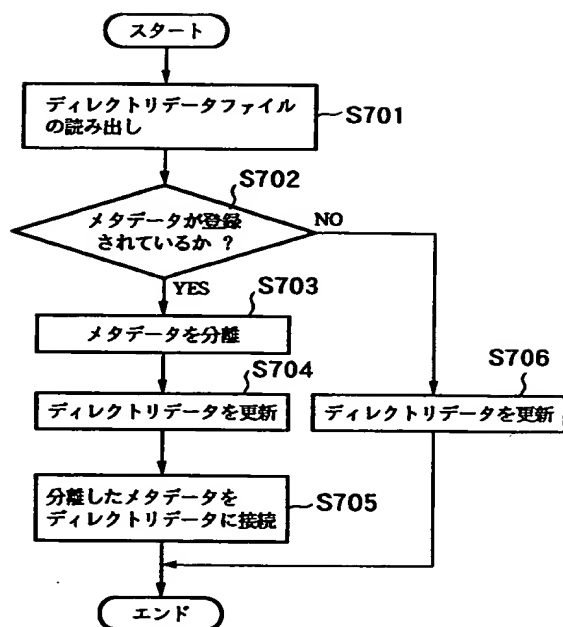 スタート
ディレクトリデータファイル
の読み出し
S701
S702
メタデータが登録
されているか ?
NO
YES
S703
メタデータを分離
S704
ディレクトリデータを更新
S706
ディレクトリデータを更新
分離したメタデータを
ディレクトリデータに接続
S705
エンド